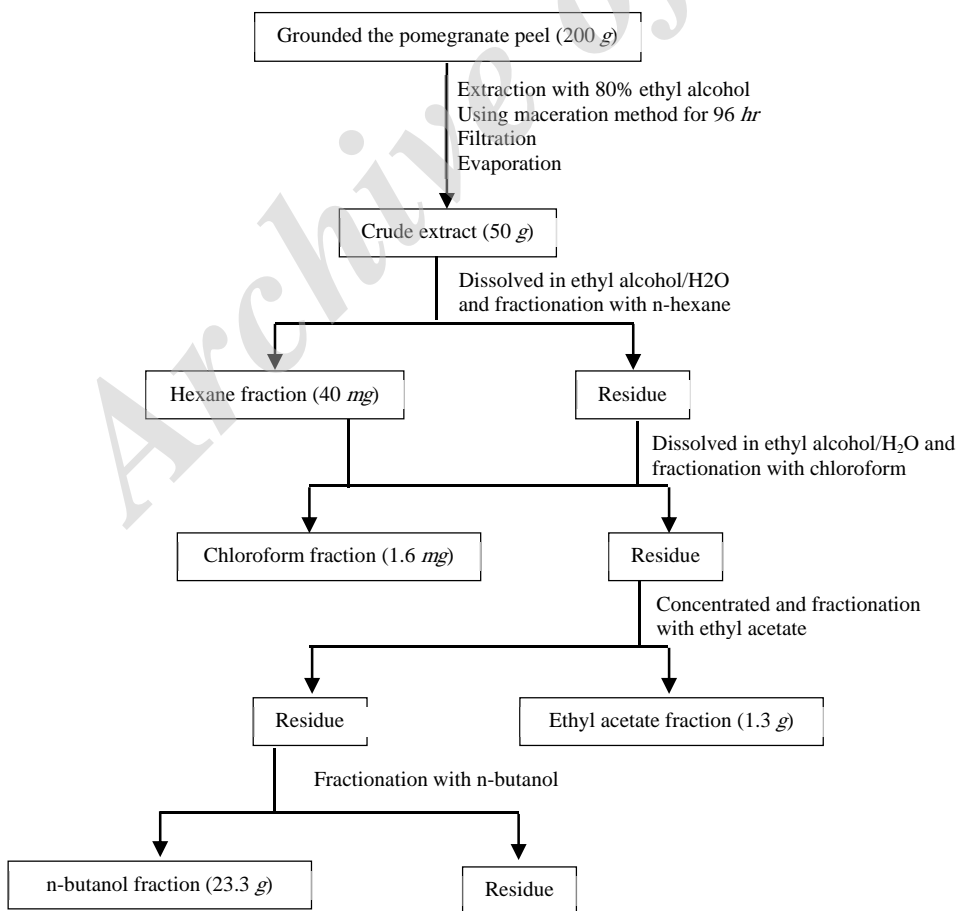 Archive of
Grounded the pomegranate peel (200 g)
Extraction with 80% ethyl alcohol
Using maceration method for 96 hr
Filtration
Evaporation
Crude extract (50 g)
Dissolved in ethyl alcohol/H2O
and fractionation with n-hexane
Hexane fraction (40 mg)
Residue
Dissolved in ethyl alcohol/H₂O and
fractionation with chloroform
Chloroform fraction (1.6 mg)
Residue
Concentrated and fractionation
with ethyl acetate
Residue
Ethyl acetate fraction (1.3 g)
Fractionation with n-butanol
n-butanol fraction (23.3 g)
Residue